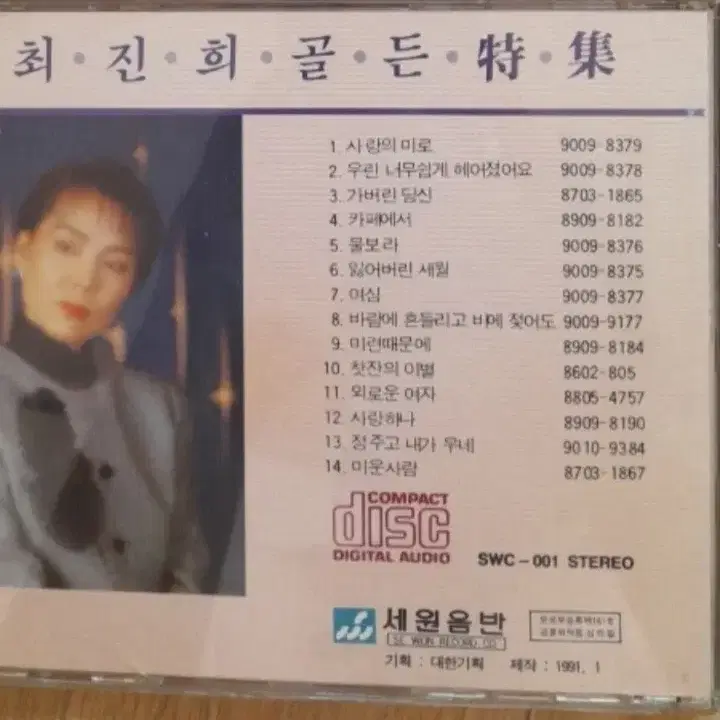 최·진·희·골·든·特·集
1. 사랑의 미로 9009-8379
2. 우린 너무쉽게 헤어졌어요 9009-8378
3. 가버린 당신 8703-1865
4. 카페에서 8909-8182
5. 물보라 9009-8376
6. 잃어버린 세월 9009-8375
7. 여심 9009-8377
8. 바람에 흔들리고 비에 젖어도 9009-9177
9. 미련때문에 8909-8184
10. 찻잔의 이별 8602-805
11. 외로운 여자 8805-4757
12. 사랑하나 8909-8190
13. 정주고 내가 우네 9010-9384
14. 미운사람 8703-1867
COMPACT
disc
DIGITAL AUDIO
SWC-001 STEREO
세원음반
SE WON RECORD CO
기획 : 대한기획 제작 : 1991. 1